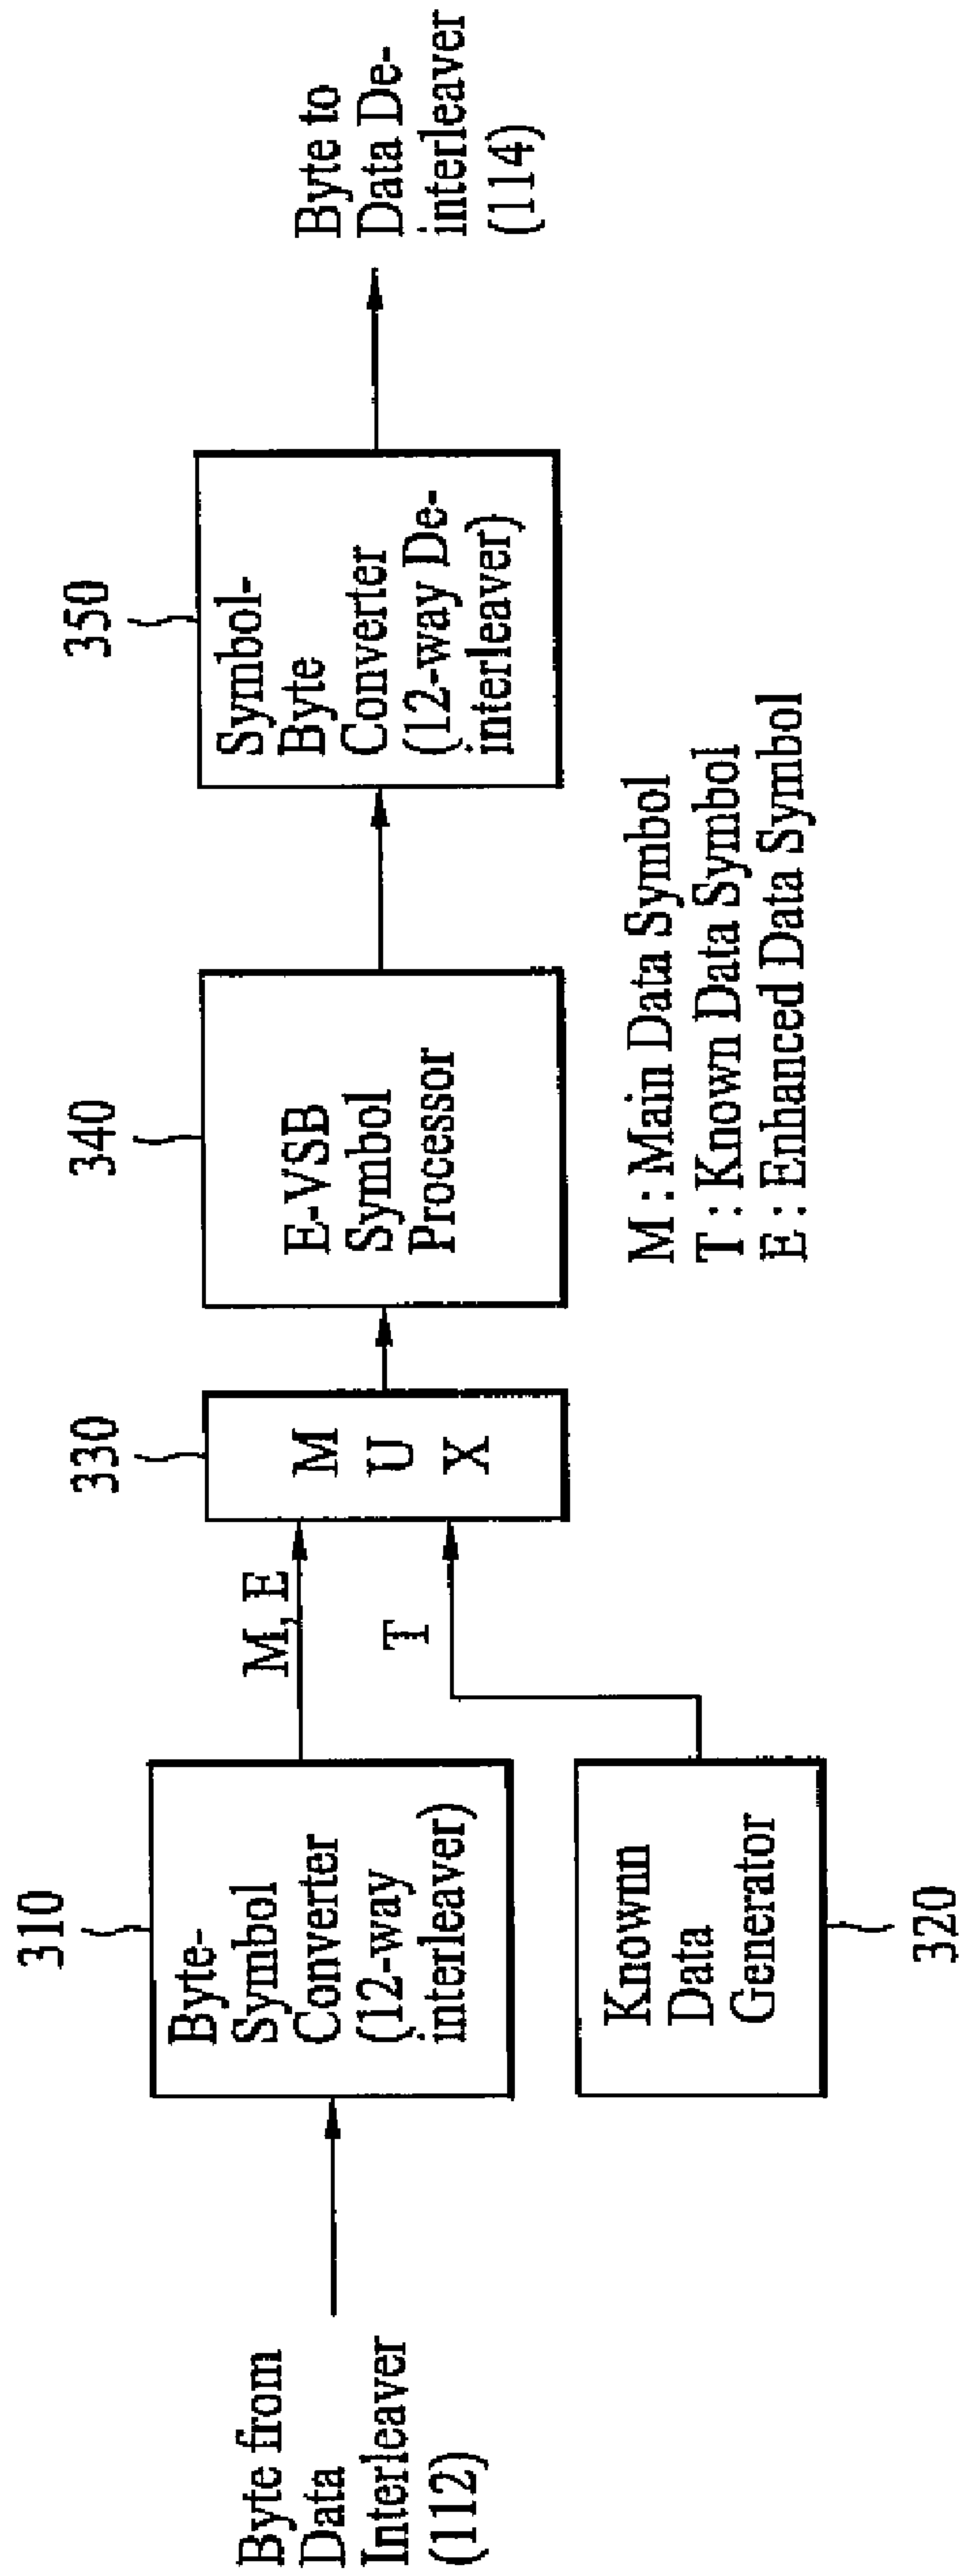 Byte from
Data
Interleaver
(112)
310
Byte-
Symbol
Converter
(12-way
interleaver)
Knownn
Data
Generator
320
M, E
T
330
M
U
X
340
E-VSB
Symbol
Processor
350
Symbol-
Byte
Converter
(12-way De-
interleaver)
Byte to
Data De-
interleaver
(114)
M : Main Data Symbol
T : Known Data Symbol
E : Enhanced Data Symbol